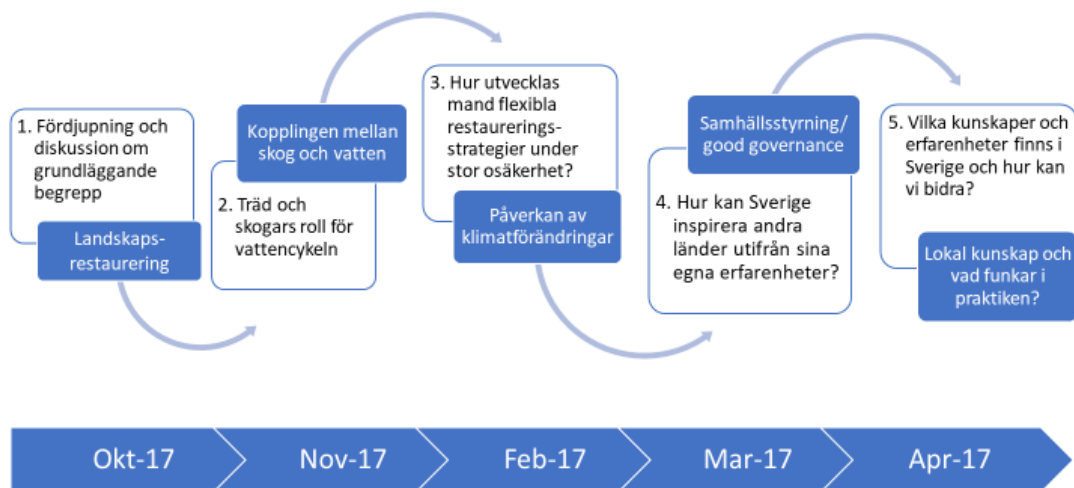 1. Fördjupning och
diskussion om
grundläggande
begrepp
Landskaps-
restaurering
Kopplingen mellan
skog och vatten
2. Träd och
skogars roll för
vattencykeln
3. Hur utvecklas
mand flexibla
restaurerings-
strategier under
stor osäkerhet?
Påverkan av
klimatförändringar
Samhällsstyrning/
good governance
4. Hur kan Sverige
inspirera andra
länder utifrån sina
egna erfarenheter?
5. Vilka kunskaper och
erfarenheter finns i
Sverige och hur kan
vi bidra?
Lokal kunskap och
vad funkar i
praktiken?
Okt-17
Nov-17
Feb-17
Mar-17
Apr-17